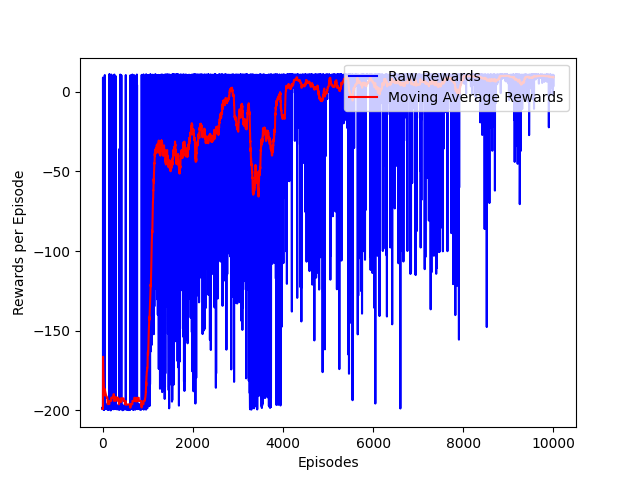 Raw Rewards
Moving Average Rewards
0
−50
−100
−150
−200
Rewards per Episode
0 2000 4000 6000 8000 10000
Episodes